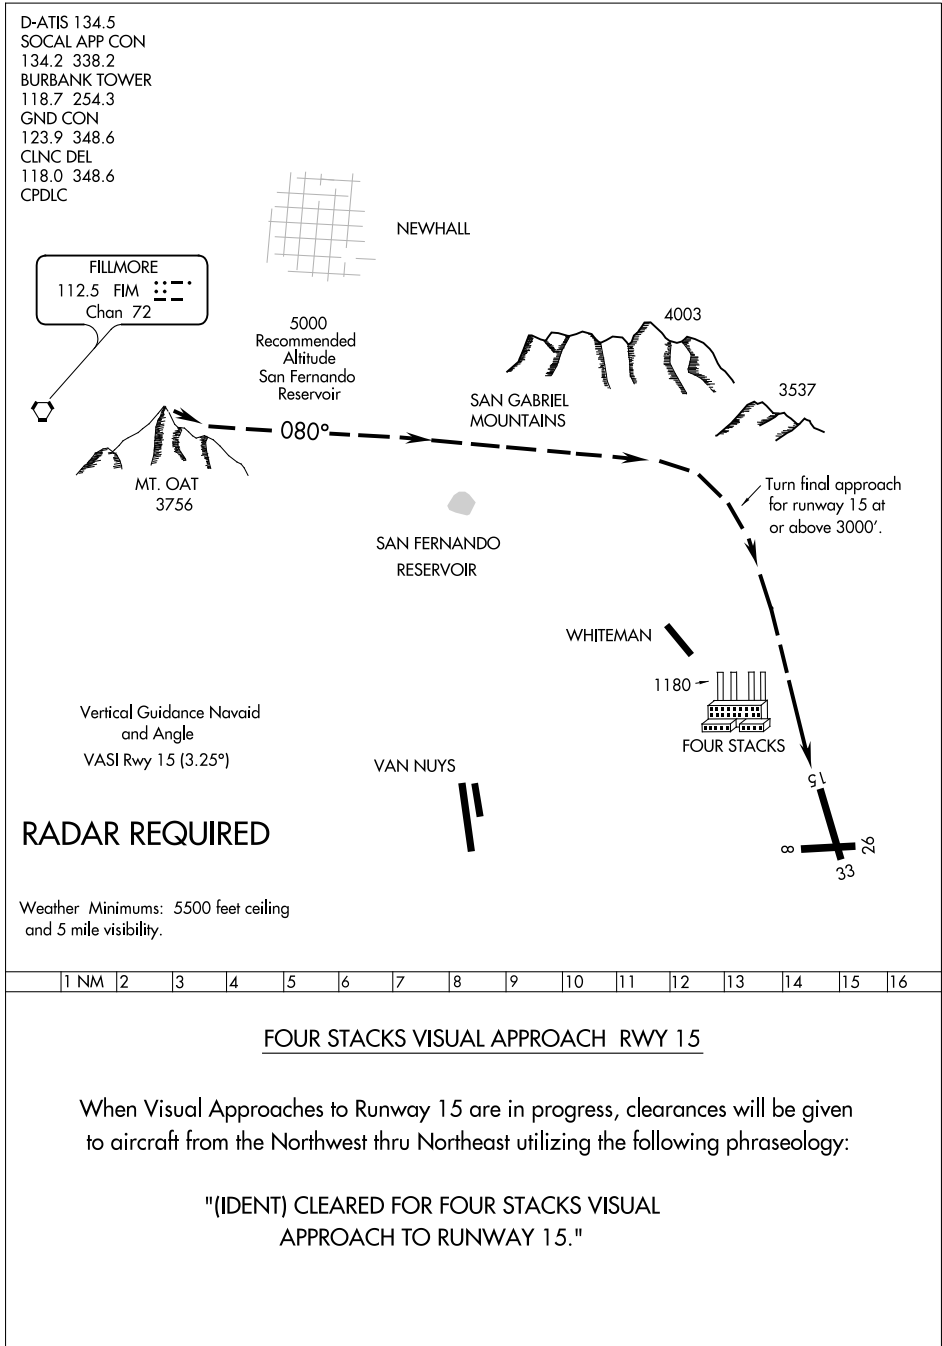 D-ATIS 134.5
SOCAL APP CON
134.2 338.2
BURBANK TOWER
118.7 254.3
GND CON
123.9 348.6
CLNC DEL
118.0 348.6
CPDLC
NEWHALL
FILLMORE
112.5 FIM
Chan 72
5000
Recommended
Altitude
San Fernando
Reservoir
4003
SAN GABRIEL
MOUNTAINS
3537
080°
MT. OAT
3756
Turn final approach
for runway 15 at
or above 3000'.
SAN FERNANDO
RESERVOIR
WHITEMAN
1180
FOUR STACKS
Vertical Guidance Navaid
and Angle
VASI Rwy 15 (3.25°)
VAN NUYS
15
RADAR REQUIRED
8
26
33
Weather Minimums: 5500 feet ceiling
and 5 mile visibility.
1 NM 2 3 4 5 6 7 8 9 10 11 12 13 14 15 16
FOUR STACKS VISUAL APPROACH RWY 15
When Visual Approaches to Runway 15 are in progress, clearances will be given
to aircraft from the Northwest thru Northeast utilizing the following phraseology:
"(IDENT) CLEARED FOR FOUR STACKS VISUAL
APPROACH TO RUNWAY 15."